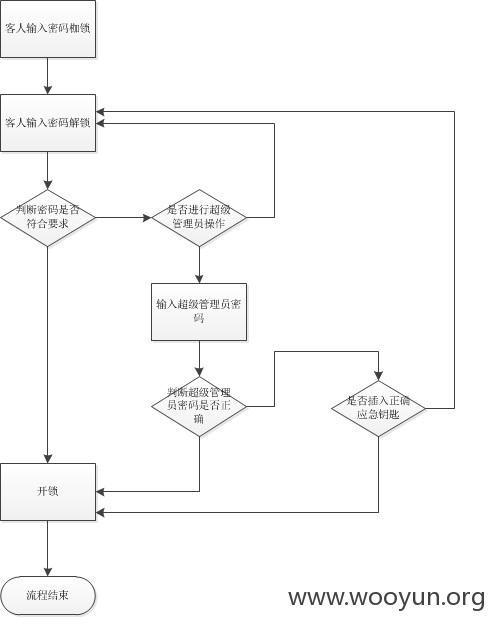 客人输入密码枷锁
客人输入密码解锁
判断密码是否
符合要求
是否进行超级
管理员操作
输入超级管理员密
码
判断超级管理
员密码是否正
确
是否插入正确
应急钥匙
开锁
流程结束
www.wooyun.org